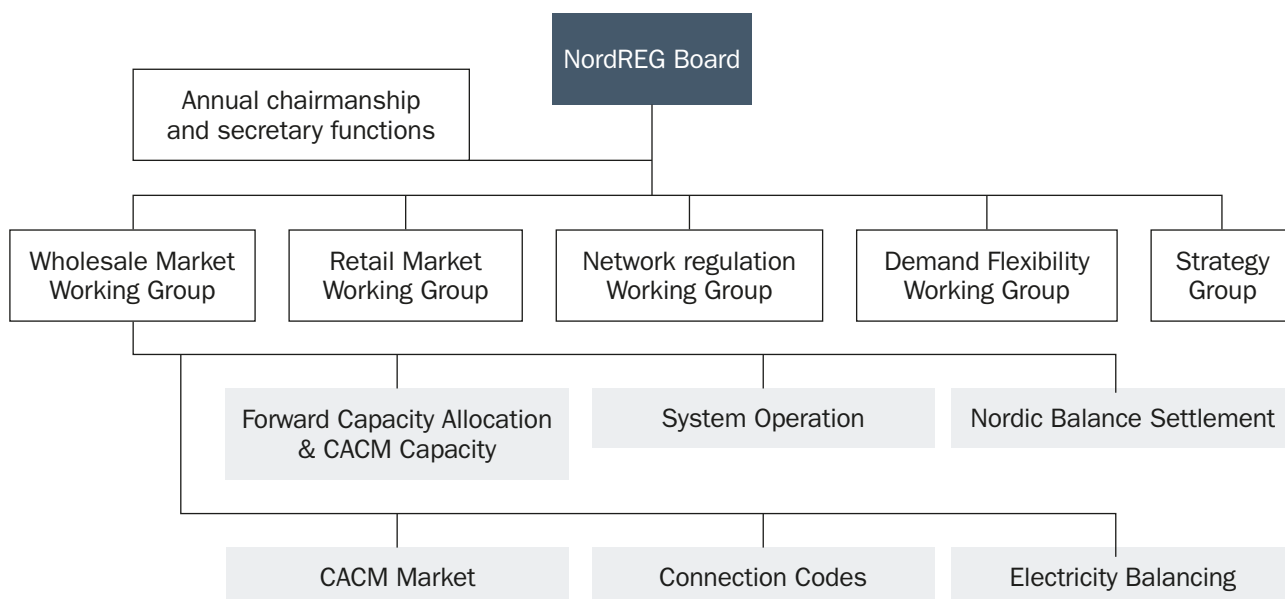 NordREG Board
Annual chairmanship
and secretary functions
Wholesale Market
Working Group
Retail Market
Working Group
Network regulation
Working Group
Demand Flexibility
Working Group
Strategy
Group
Forward Capacity Allocation
& CACM Capacity
System Operation
Nordic Balance Settlement
CACM Market
Connection Codes
Electricity Balancing